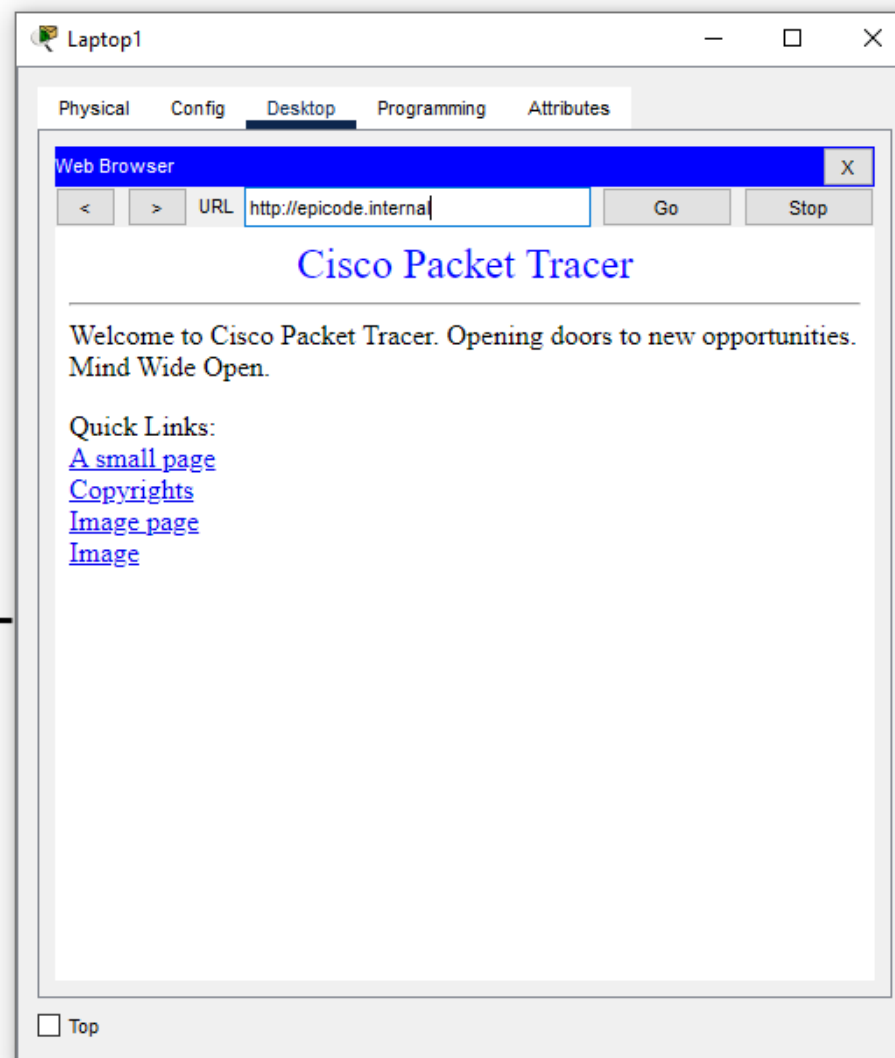 Laptop1
Physical Config Desktop Programming Attributes
Web Browser X
< > URL http://epicode.internal Go Stop
Cisco Packet Tracer
Welcome to Cisco Packet Tracer. Opening doors to new opportunities.
Mind Wide Open.
Quick Links:
A small page
Copyrights
Image page
Image
Top